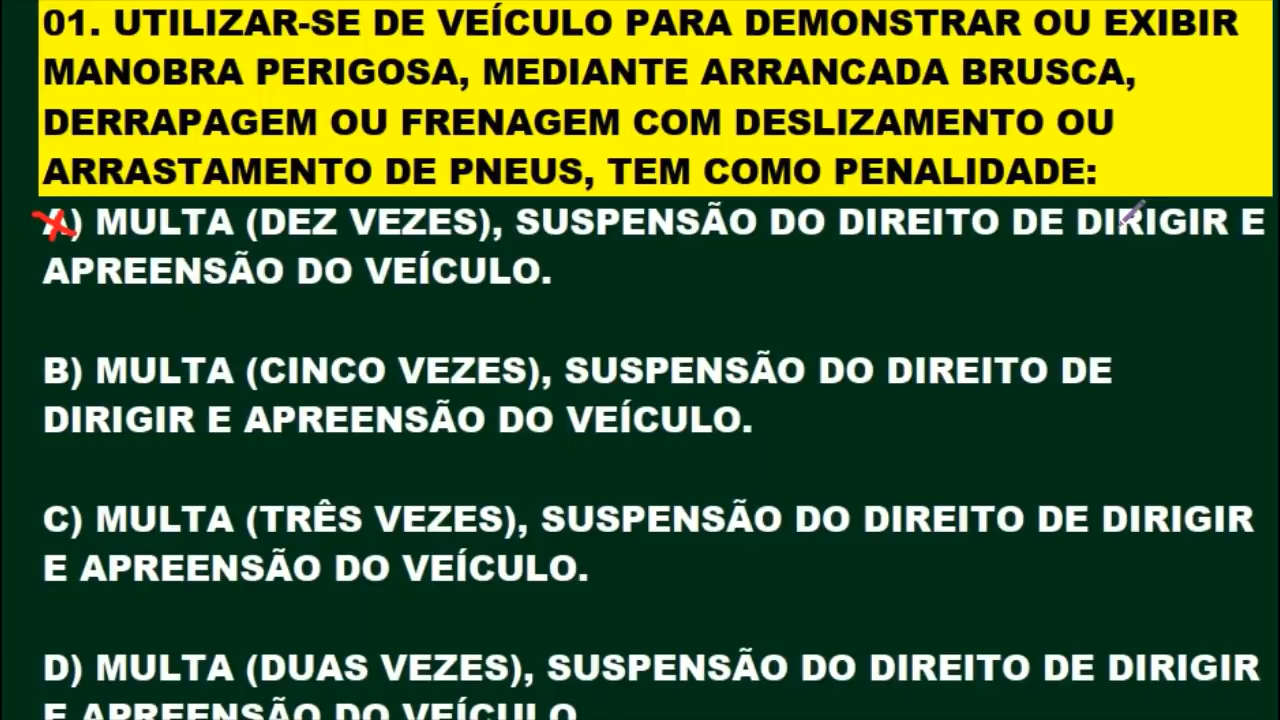 01. UTILIZAR-SE DE VEÍCULO PARA DEMONSTRAR OU EXIBIR
MANOBRA PERIGOSA, MEDIANTE ARRANCADA BRUSCA,
DERRAPAGEM OU FRENAGEM COM DESLIZAMENTO OU
ARRASTAMENTO DE PNEUS, TEM COMO PENALIDADE:
A) MULTA (DEZ VEZES), SUSPENSÃO DO DIREITO DE DIRIGIR E
APREENSÃO DO VEÍCULO.
B) MULTA (CINCO VEZES), SUSPENSÃO DO DIREITO DE
DIRIGIR E APREENSÃO DO VEÍCULO.
C) MULTA (TRÊS VEZES), SUSPENSÃO DO DIREITO DE DIRIGIR
E APREENSÃO DO VEÍCULO.
D) MULTA (DUAS VEZES), SUSPENSÃO DO DIREITO DE DIRIGIR
E APREENSÃO DO VEÍCULO